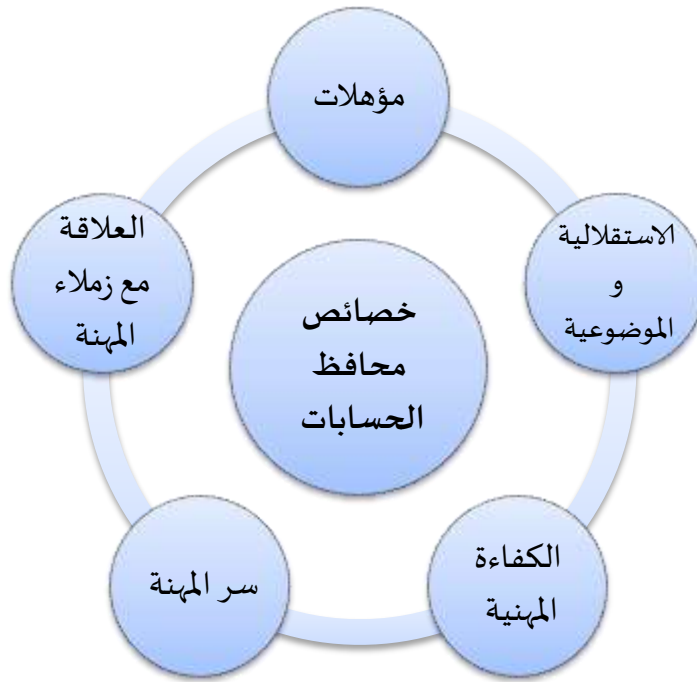 مؤهلات
العلاقة
مع زملاء
المهنة
الاستقلالية
و
الموضوعية
خصائص
محافظ
الحسابات
سر المهنة
الكفاءة
المهنية